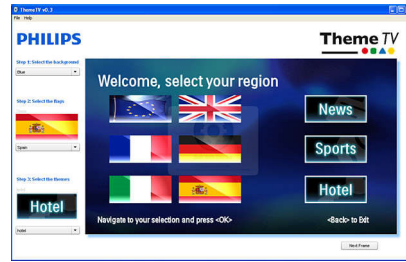 ThemeTV v0.3
File Help
PHILIPS
Theme TV
Step 1: Select the background
Blue
Step 2: Select the flags
Spain
Step 3: Select the themes
Hotel
Hotel
Welcome, select your region
News
Sports
Hotel
Navigate to your selection and press <OK>
<Back> to Exit
Next Frame